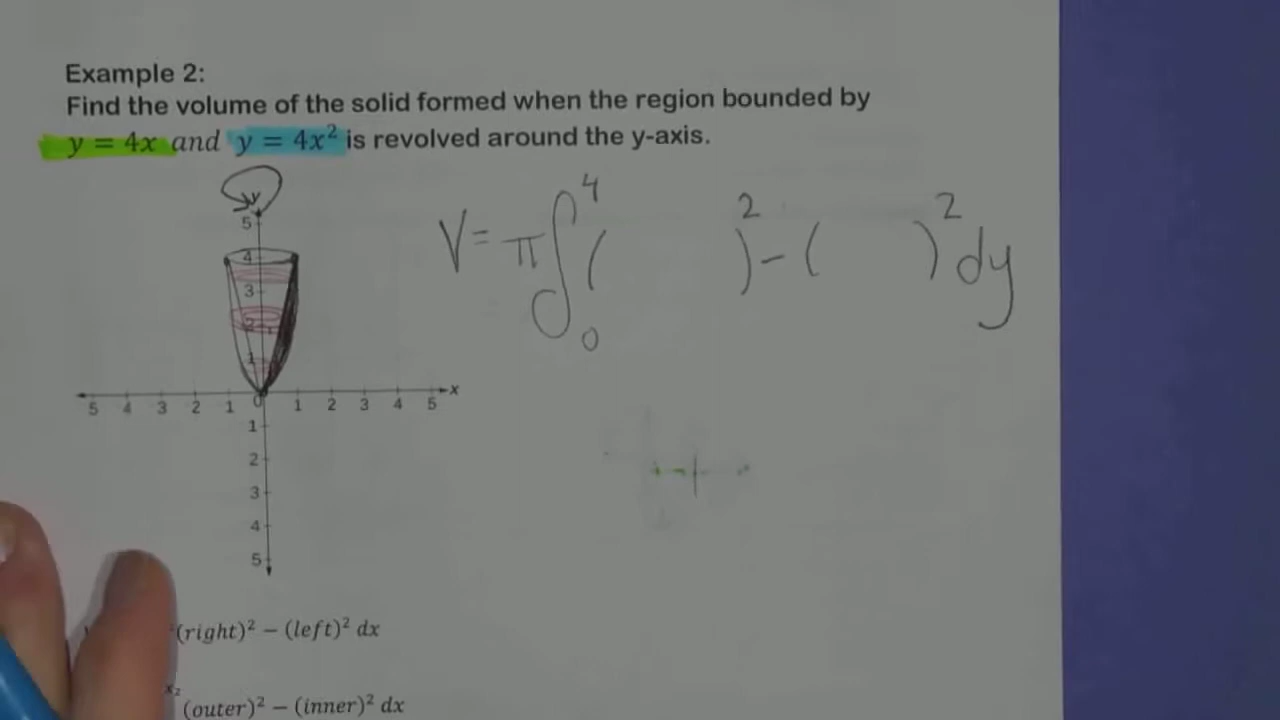 Example 2:
Find the volume of the solid formed when the region bounded by
y = 4x and y = 4x² is revolved around the y-axis.
V = π∫₀⁴ (      )² − (      )² dy
5
4
3
2
1
5 4 3 2 1 0 1 2 3 4 5 x
1
2
3
4
5
(right)² − (left)² dx
x₂
(outer)² − (inner)² dx